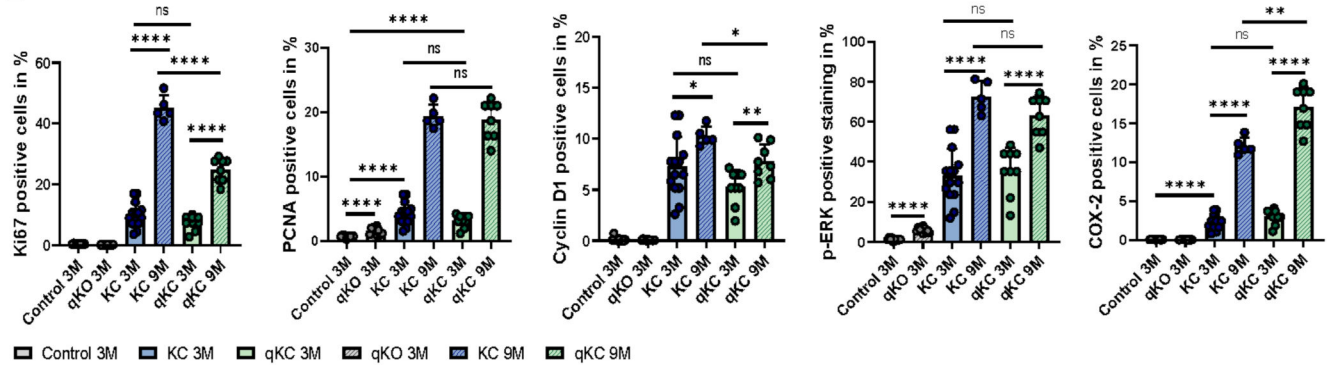 ns
****
****
****
60
40
20
0
Ki67 positive cells is in %
Control 3M
qKO 3M
KC 3M
KC 9M
qKC 3M
qKC 9M
****
ns
ns
****
****
30
20
10
0
PCNA positive cells in %
Control 3M
qKO 3M
KC 3M
KC 9M
qKC 3M
qKC 9M
*
ns
*
**
20
15
10
5
0
Cyclin D1 positive cells in %
Control 3M
qKO 3M
KC 3M
KC 9M
qKC 3M
qKC 9M
ns
ns
****
****
****
100
80
60
40
20
0
p-ERK positive staining in %
Control 3M
qKO 3M
KC 3M
KC 9M
qKC 3M
qKC 9M
**
ns
****
****
****
25
20
15
10
5
0
COX-2 positive cells in %
Control 3M
qKO 3M
KC 3M
KC 9M
qKC 3M
qKC 9M
Control 3M KC 3M qKC 3M qKO 3M KC 9M qKC 9M